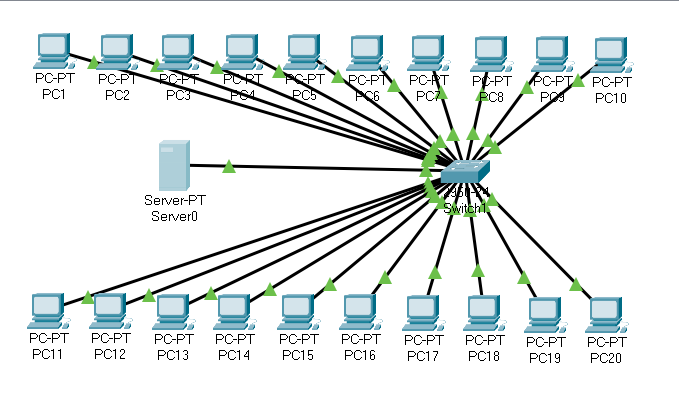 PC-PT
PC1
PC-PT
PC2
PC-PT
PC3
PC-PT
PC4
PC-PT
PC5
PC-PT
PC6
PC-PT
PC7
PC-PT
PC8
PC-PT
PC9
PC-PT
PC10
Server-PT
Server0
Switch1
PC-PT
PC11
PC-PT
PC12
PC-PT
PC13
PC-PT
PC14
PC-PT
PC15
PC-PT
PC16
PC-PT
PC17
PC-PT
PC18
PC-PT
PC19
PC-PT
PC20